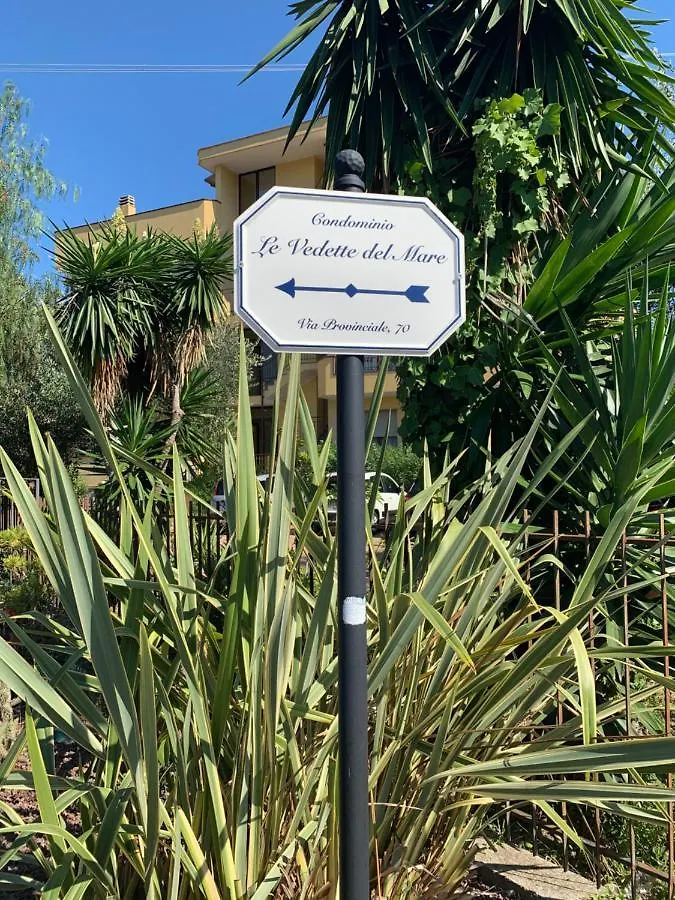 Condominio
Le Vedette del Mare
Via Provinciale, 70